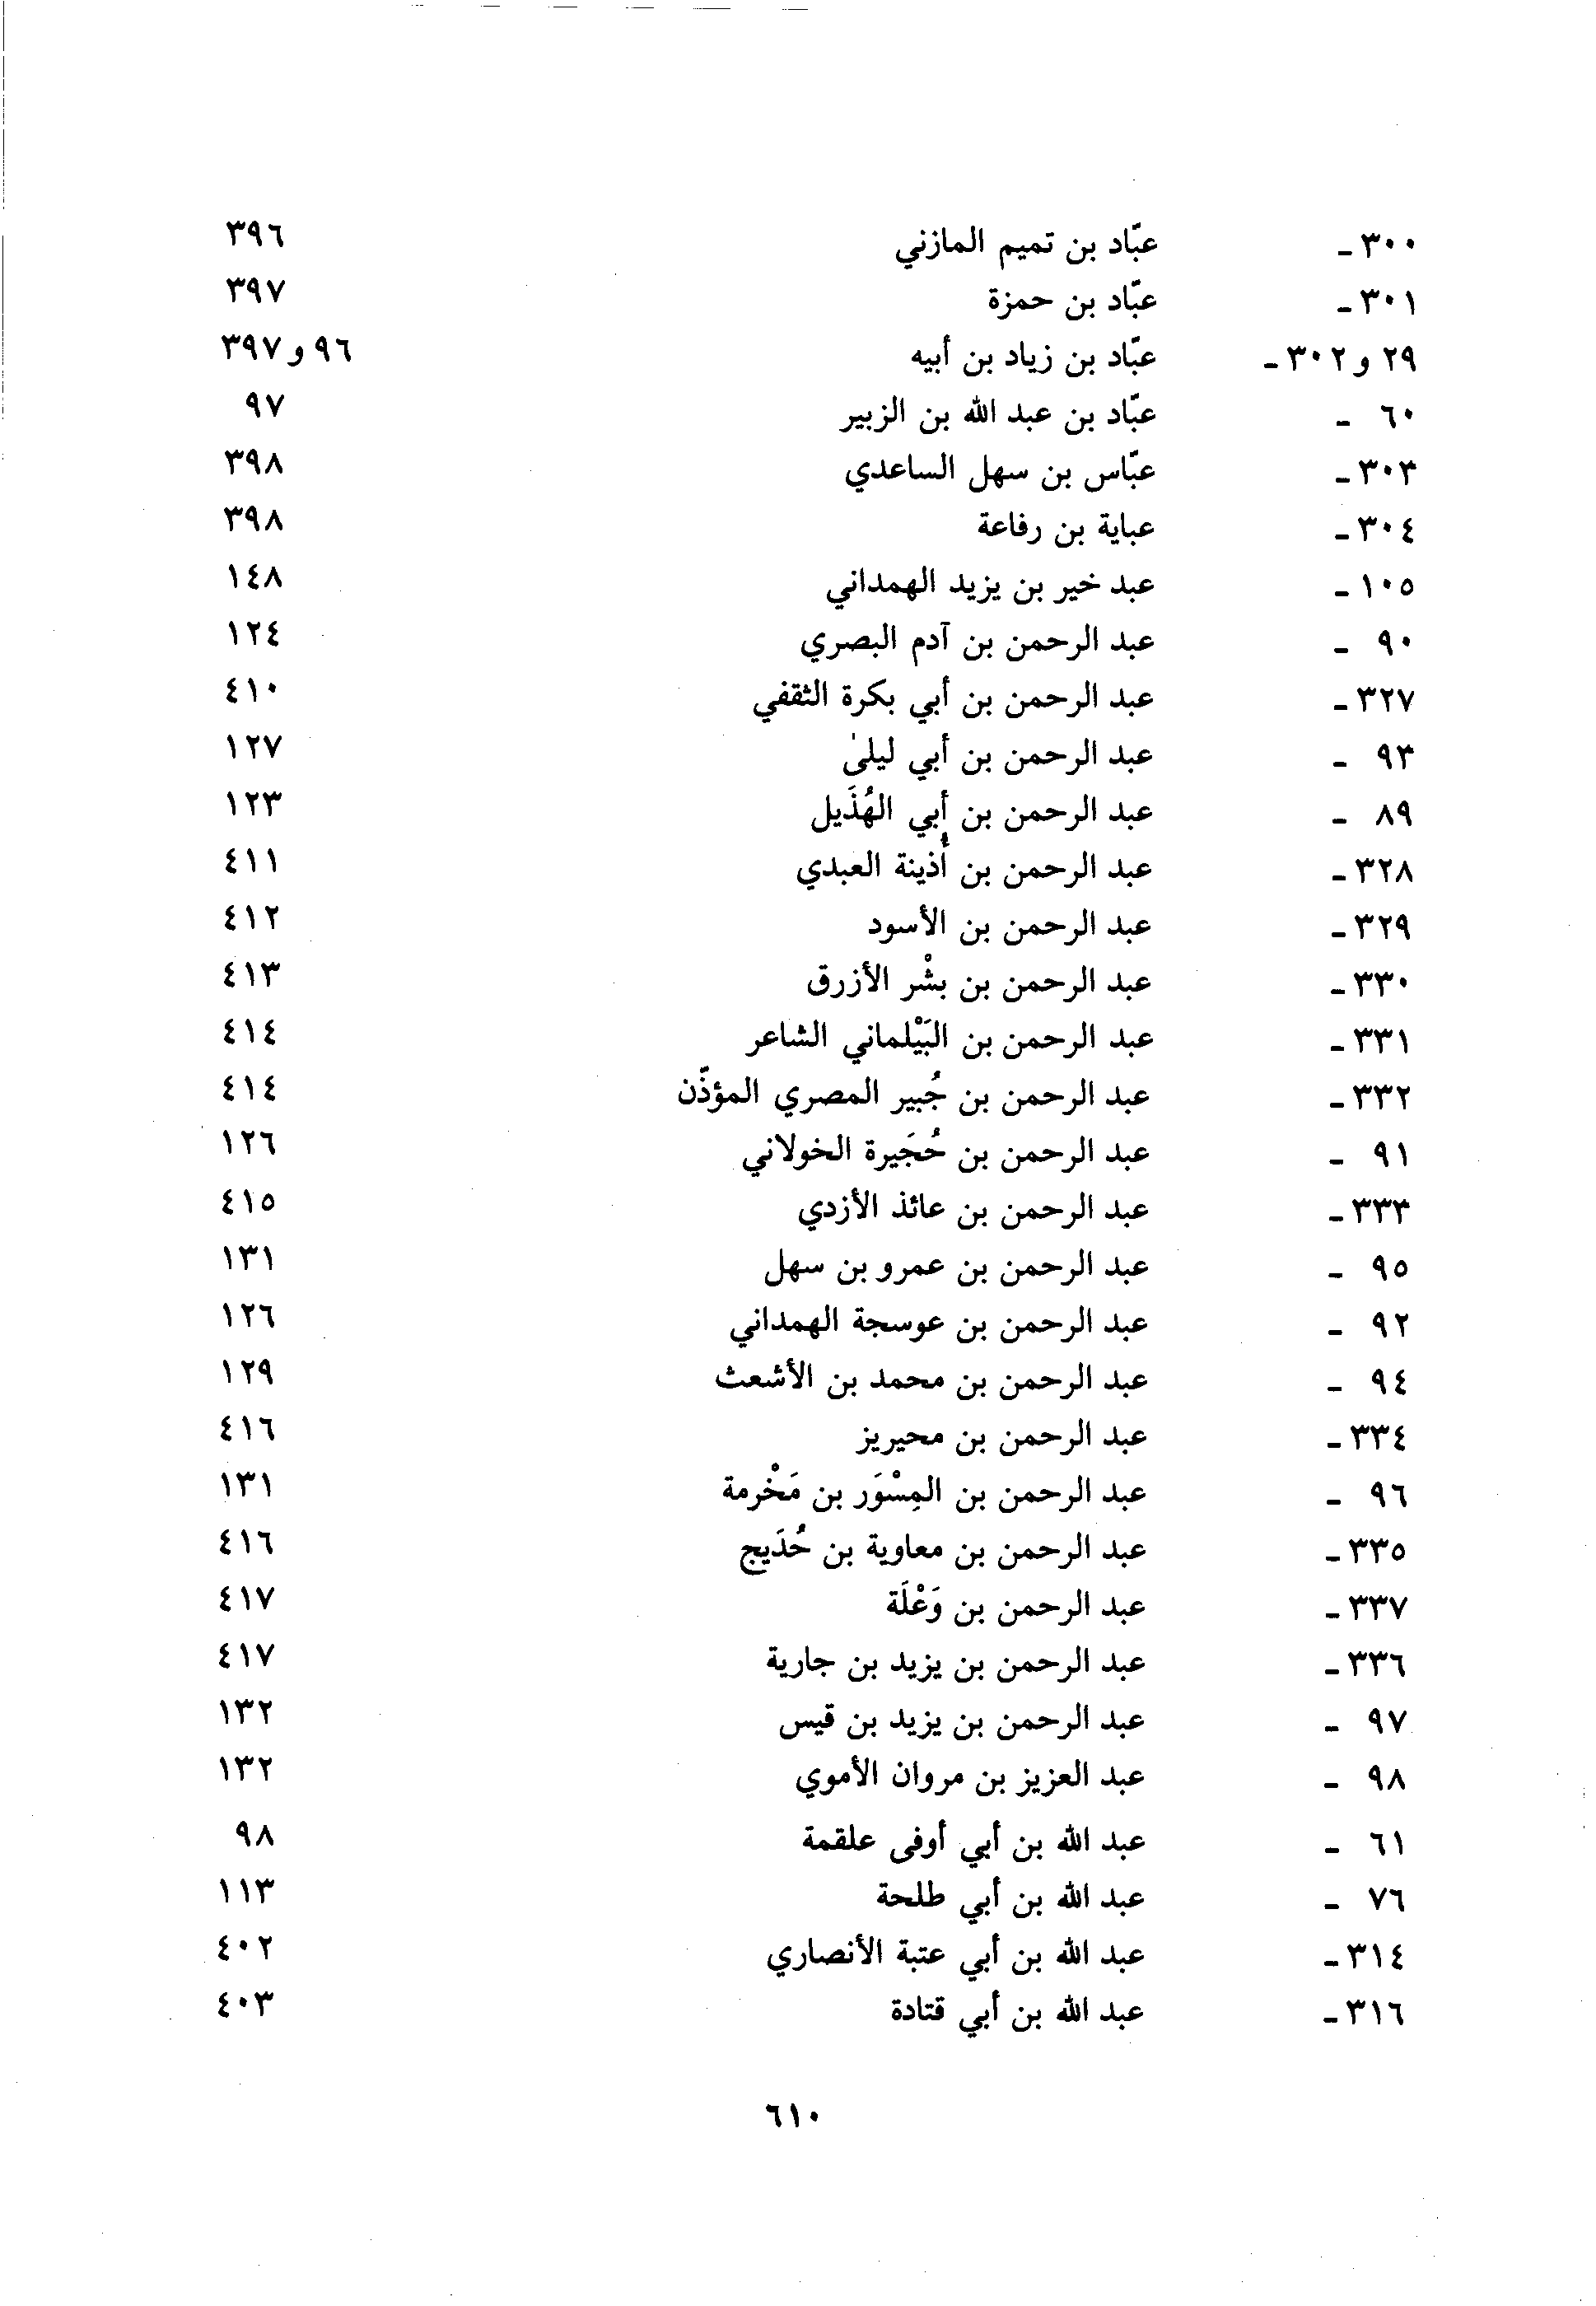 ٣٠٠ - عبّاد بن تميم المازني ٣٩٦
٣٠١ - عبّاد بن حمزة ٣٩٧
٢٩ و ٣٠٢ - عبّاد بن زياد بن أبيه ٩٦ و ٣٩٧
٦٠ - عبّاد بن عبد الله بن الزبير ٩٧
٣٠٣ - عبّاس بن سهل الساعدي ٣٩٨
٣٠٤ - عباية بن رفاعة ٣٩٨
١٠٥ - عبد خير بن يزيد الهمداني ١٤٨
٩٠ - عبد الرحمن بن آدم البصري ١٢٤
٣٢٧ - عبد الرحمن بن أبي بكرة الثقفي ٤١٠
٩٣ - عبد الرحمن بن أبي ليلىٰ ١٢٧
٨٩ - عبد الرحمن بن أبي الهُذَيل ١٢٣
٣٢٨ - عبد الرحمن بن أُذينة العبدي ٤١١
٣٢٩ - عبد الرحمن بن الأسود ٤١٢
٣٣٠ - عبد الرحمن بن بشْر الأزرق ٤١٣
٣٣١ - عبد الرحمن بن البَيْلماني الشاعر ٤١٤
٣٣٢ - عبد الرحمن بن جُبير المصري المؤذّن ٤١٤
٩١ - عبد الرحمن بن حُجَيرة الخولاني ١٢٦
٣٣٣ - عبد الرحمن بن عائذ الأزدي ٤١٥
٩٥ - عبد الرحمن بن عمرو بن سهل ١٣١
٩٢ - عبد الرحمن بن عوسجة الهمداني ١٢٦
٩٤ - عبد الرحمن بن محمد بن الأشعث ١٢٩
٣٣٤ - عبد الرحمن بن محيريز ٤١٦
٩٦ - عبد الرحمن بن المِسْوَر بن مَخْرمة ١٣١
٣٣٥ - عبد الرحمن بن معاوية بن حُدَيج ٤١٦
٣٣٧ - عبد الرحمن بن وَعْلَة ٤١٧
٣٣٦ - عبد الرحمن بن يزيد بن جارية ٤١٧
٩٧ - عبد الرحمن بن يزيد بن قيس ١٣٢
٩٨ - عبد العزيز بن مروان الأموي ١٣٢
٦١ - عبد الله بن أبي أوفى علقمة ٩٨
٧٦ - عبد الله بن أبي طلحة ١١٣
٣١٤ - عبد الله بن أبي عتبة الأنصاري ٤٠٢
٣١٦ - عبد الله بن أبي قتادة ٤٠٣
٦١٠